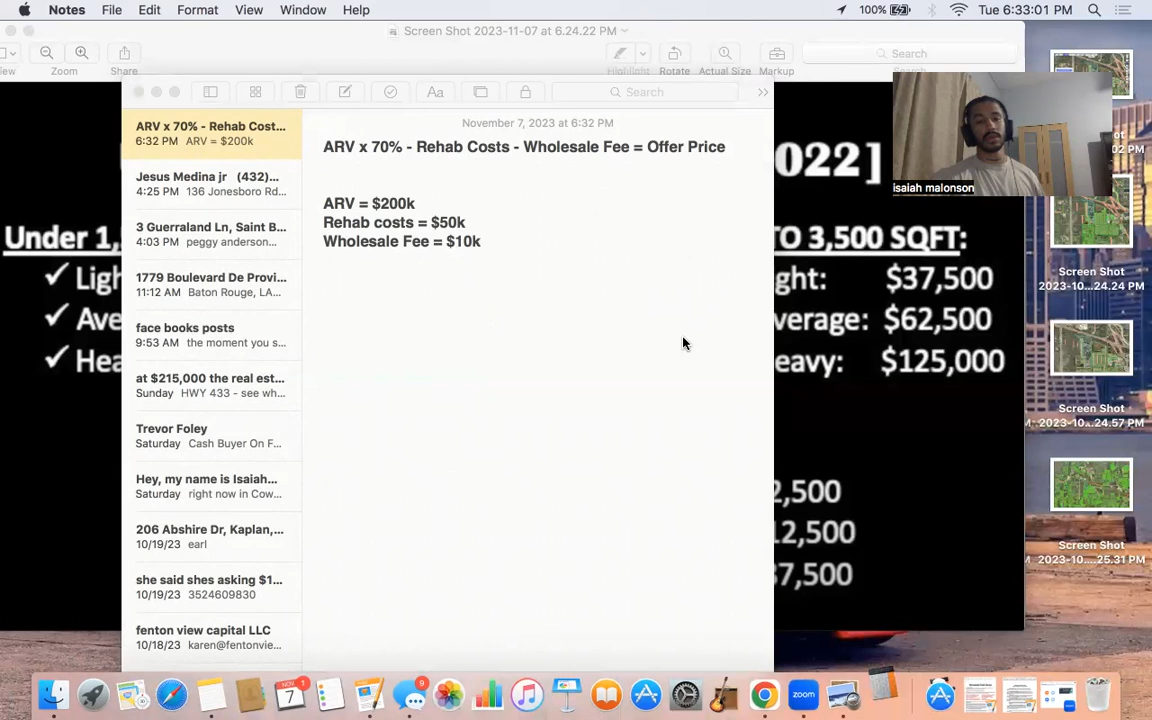 Notes File Edit Format View Window Help 100% Tue 6:33:01 PM
Screen Shot 2023-11-07 at 6.24.22 PM
Zoom Share Highlight Rotate Actual Size Markup Search
Search
ARV x 70% - Rehab Cost...
6:32 PM ARV = $200k
Jesus Medina jr (432)...
4:25 PM 136 Jonesboro Rd...
3 Guerraland Ln, Saint B...
4:03 PM peggy anderson...
1779 Boulevard De Provi...
11:12 AM Baton Rouge, LA...
face books posts
9:53 AM the moment you s...
at $215,000 the real est...
Sunday HWY 433 - see wh...
Trevor Foley
Saturday Cash Buyer On F...
Hey, my name is Isaiah...
Saturday right now in Cow...
206 Abshire Dr, Kaplan,...
10/19/23 earl
she said shes asking $1...
10/19/23 3524609830
fenton view capital LLC
10/18/23 karen@fentonvie...
November 7, 2023 at 6:32 PM
ARV x 70% - Rehab Costs - Wholesale Fee = Offer Price
ARV = $200k
Rehab costs = $50k
Wholesale Fee = $10k
isaiah malonson
2022]
Under 1,
TO 3,500 SQFT:
✓ Ligh
ght: $37,500
✓ Ave
verage: $62,500
✓ Hea
eavy: $125,000
2,500
12,500
37,500
02 PM
Screen Shot
2023-10...24.24 PM
Screen Shot
2023-10...24.57 PM
Screen Shot
2023-10....25.31 PM
NOV 1
7
9
zoom